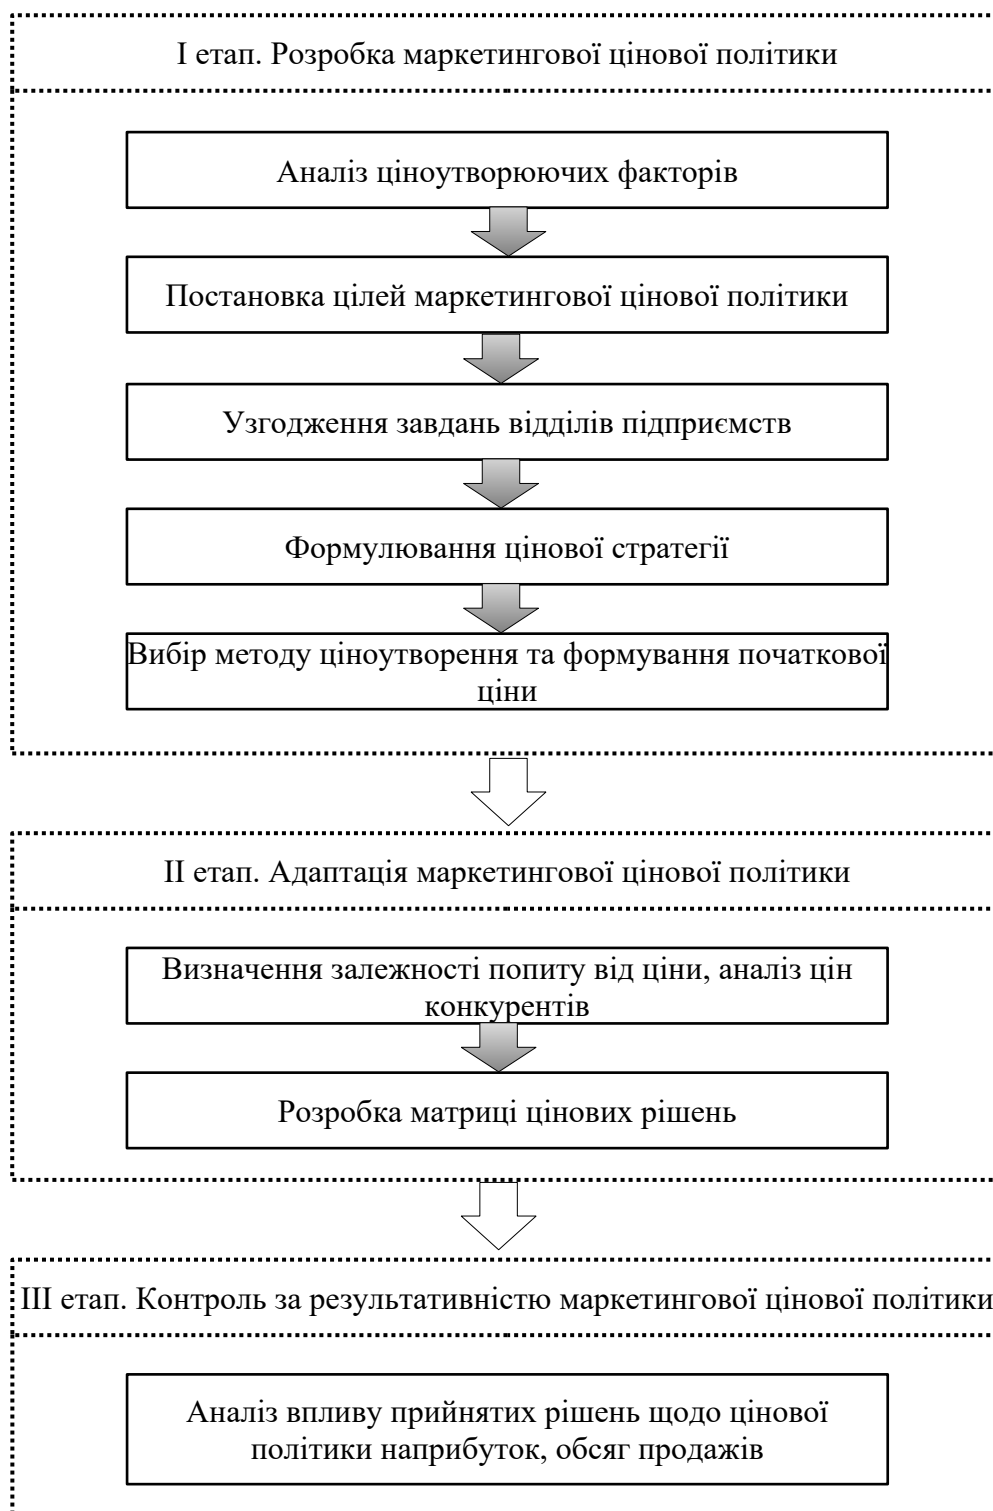 І етап. Розробка маркетингової цінової політики
Аналіз ціноутворюючих факторів
Постановка цілей маркетингової цінової політики
Узгодження завдань відділів підприємств
Формулювання цінової стратегії
Вибір методу ціноутворення та формування початкової
ціни
ІІ етап. Адаптація маркетингової цінової політики
Визначення залежності попиту від ціни, аналіз цін
конкурентів
Розробка матриці цінових рішень
ІІІ етап. Контроль за результативністю маркетингової цінової політики
Аналіз впливу прийнятих рішень щодо цінової
політики наприбуток, обсяг продажів